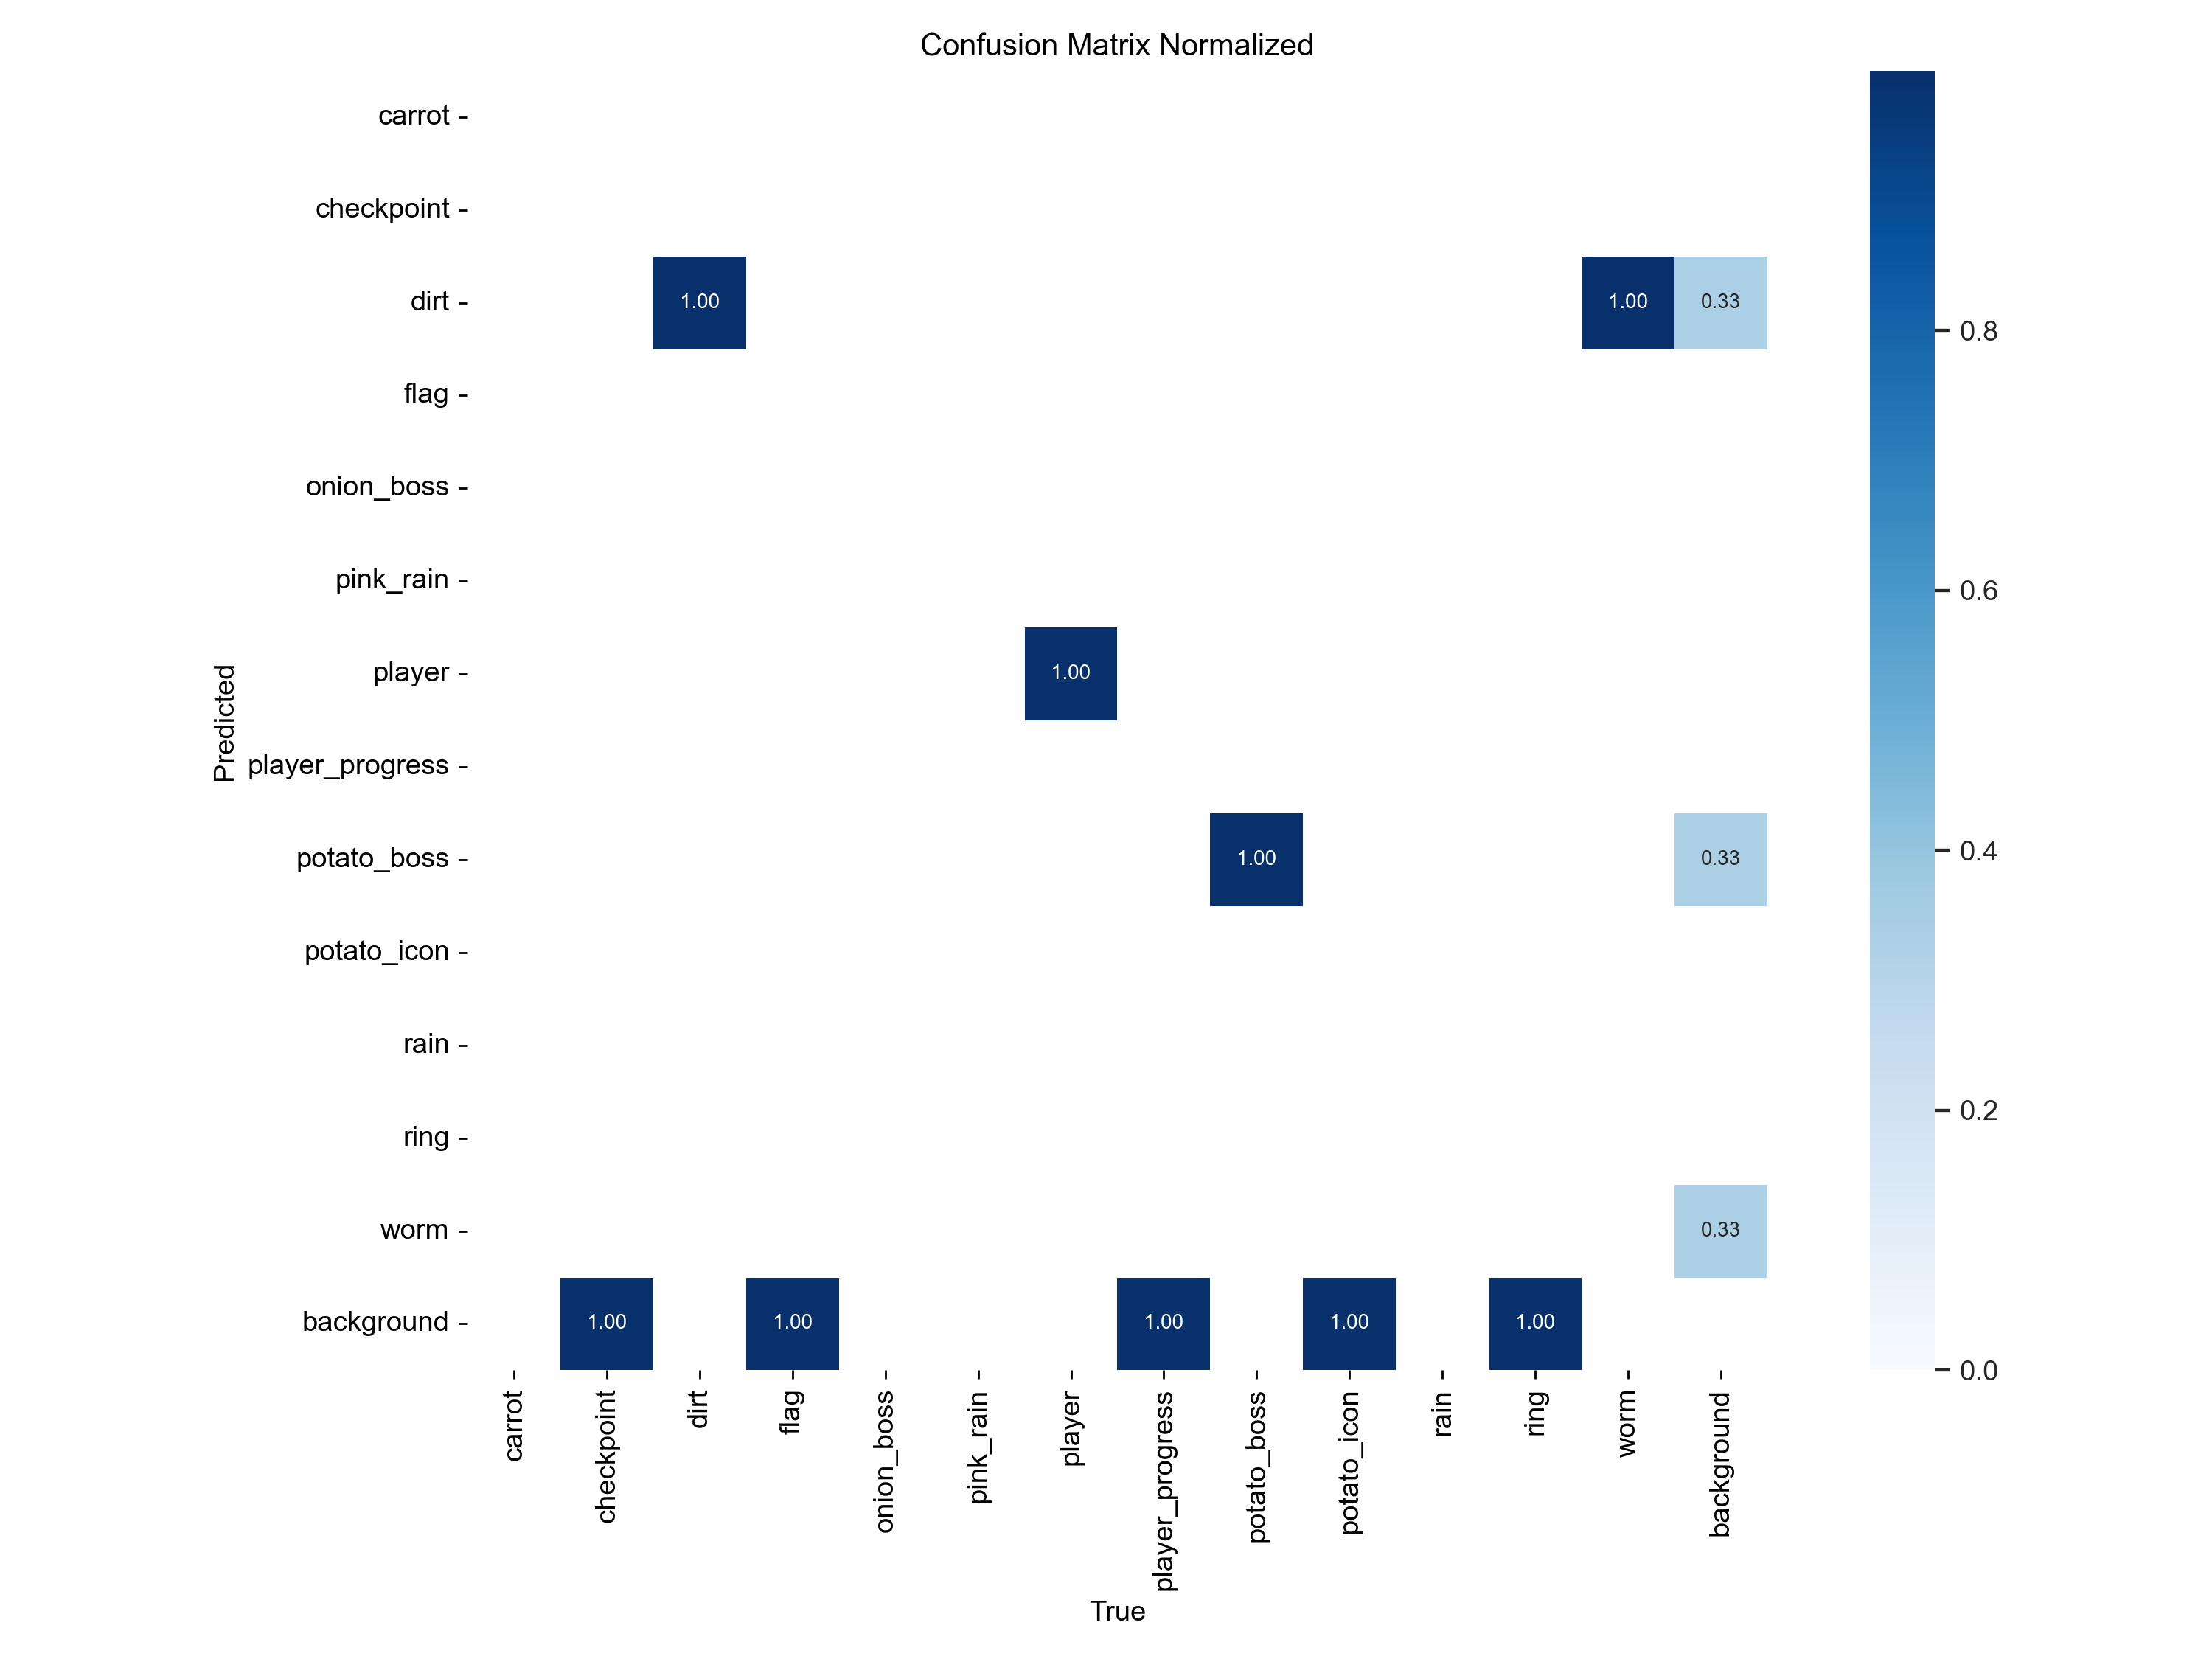 Confusion Matrix Normalized
carrot
checkpoint
dirt
1.00
1.00
0.33
0.8
flag
onion_boss
pink_rain
0.6
player
1.00
Predicted
player_progress
potato_boss
1.00
0.33
0.4
potato_icon
rain
ring
0.2
worm
0.33
background
1.00
1.00
1.00
1.00
1.00
0.0
carrot
checkpoint
dirt
flag
onion_boss
pink_rain
player
player_progress
potato_boss
potato_icon
rain
ring
worm
background
True